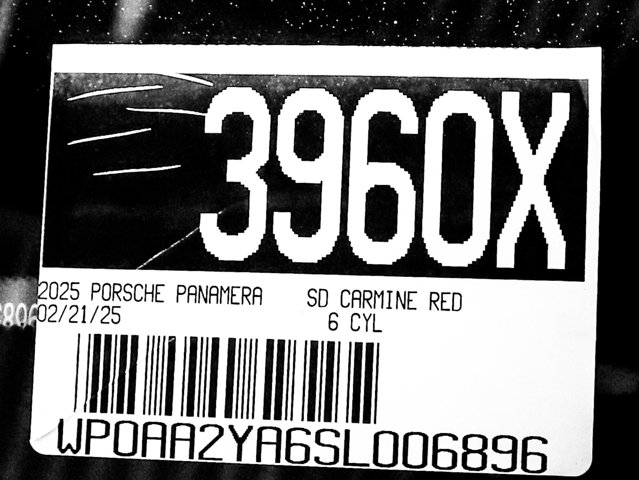 3960X
2025 PORSCHE PANAMERA SD CARMINE RED
02/21/25 6 CYL
WP0AA2YA6SL006896